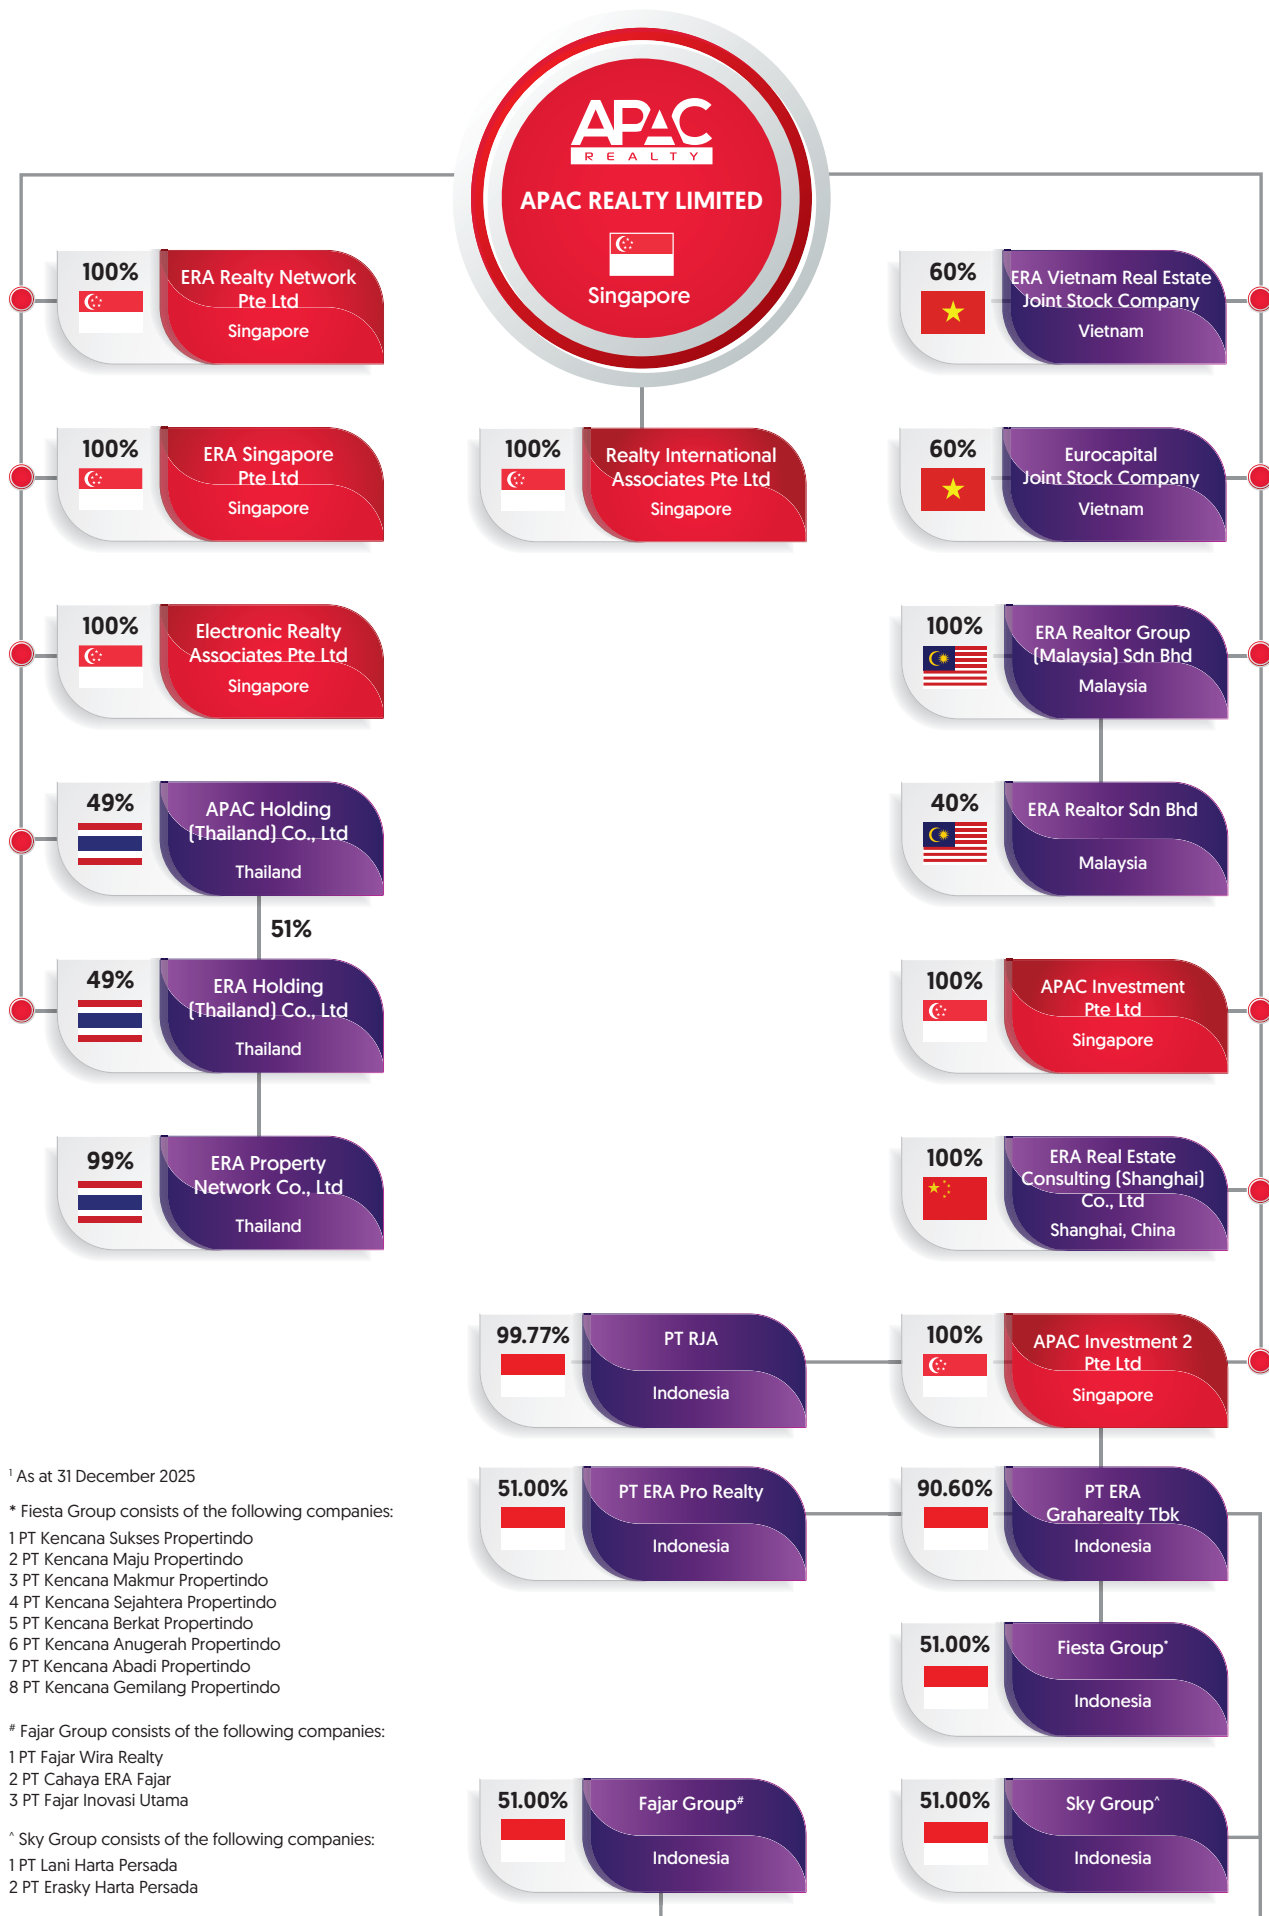 APAC
REALTY
APAC REALTY LIMITED
Singapore
100%
ERA Realty Network
Pte Ltd
Singapore
100%
ERA Singapore
Pte Ltd
Singapore
100%
Electronic Realty
Associates Pte Ltd
Singapore
49%
APAC Holding
(Thailand) Co., Ltd
Thailand
51%
49%
ERA Holding
(Thailand) Co., Ltd
Thailand
99%
ERA Property
Network Co., Ltd
Thailand
100%
Realty International
Associates Pte Ltd
Singapore
60%
ERA Vietnam Real Estate
Joint Stock Company
Vietnam
60%
Eurocapital
Joint Stock Company
Vietnam
100%
ERA Realtor Group
(Malaysia) Sdn Bhd
Malaysia
40%
ERA Realtor Sdn Bhd
Malaysia
100%
APAC Investment
Pte Ltd
Singapore
100%
ERA Real Estate
Consulting (Shanghai)
Co., Ltd
Shanghai, China
99.77%
PT RJA
Indonesia
100%
APAC Investment 2
Pte Ltd
Singapore
51.00%
PT ERA Pro Realty
Indonesia
90.60%
PT ERA
Graharealty Tbk
Indonesia
51.00%
Fiesta Group*
Indonesia
51.00%
Fajar Group#
Indonesia
51.00%
Sky Group^
Indonesia
1 As at 31 December 2025
* Fiesta Group consists of the following companies:
1 PT Kencana Sukses Propertindo
2 PT Kencana Maju Propertindo
3 PT Kencana Makmur Propertindo
4 PT Kencana Sejahtera Propertindo
5 PT Kencana Berkat Propertindo
6 PT Kencana Anugerah Propertindo
7 PT Kencana Abadi Propertindo
8 PT Kencana Gemilang Propertindo
# Fajar Group consists of the following companies:
1 PT Fajar Wira Realty
2 PT Cahaya ERA Fajar
3 PT Fajar Inovasi Utama
^ Sky Group consists of the following companies:
1 PT Lani Harta Persada
2 PT Erasky Harta Persada